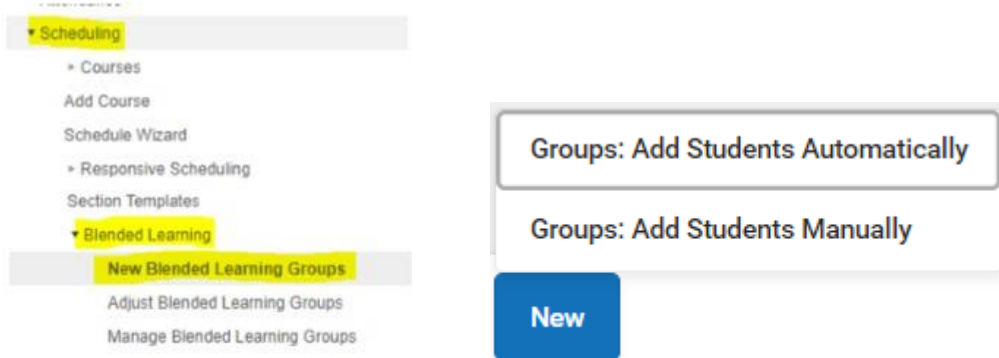 Scheduling
Courses
Add Course
Schedule Wizard
Responsive Scheduling
Section Templates
Blended Learning
New Blended Learning Groups
Adjust Blended Learning Groups
Manage Blended Learning Groups
Groups: Add Students Automatically
Groups: Add Students Manually
New